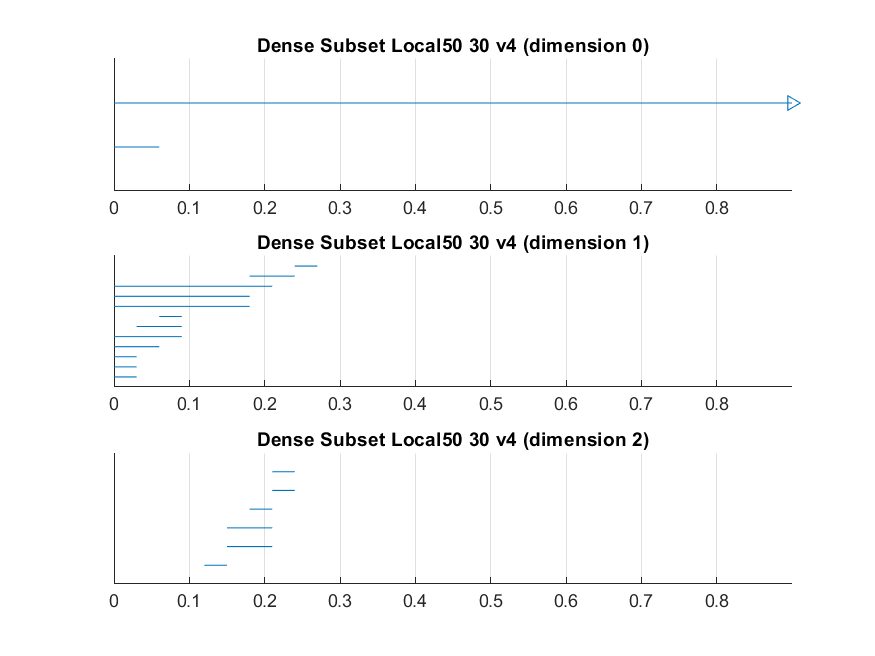 Dense Subset Local50 30 v4 (dimension 0)
0 0.1 0.2 0.3 0.4 0.5 0.6 0.7 0.8
Dense Subset Local50 30 v4 (dimension 1)
0 0.1 0.2 0.3 0.4 0.5 0.6 0.7 0.8
Dense Subset Local50 30 v4 (dimension 2)
0 0.1 0.2 0.3 0.4 0.5 0.6 0.7 0.8